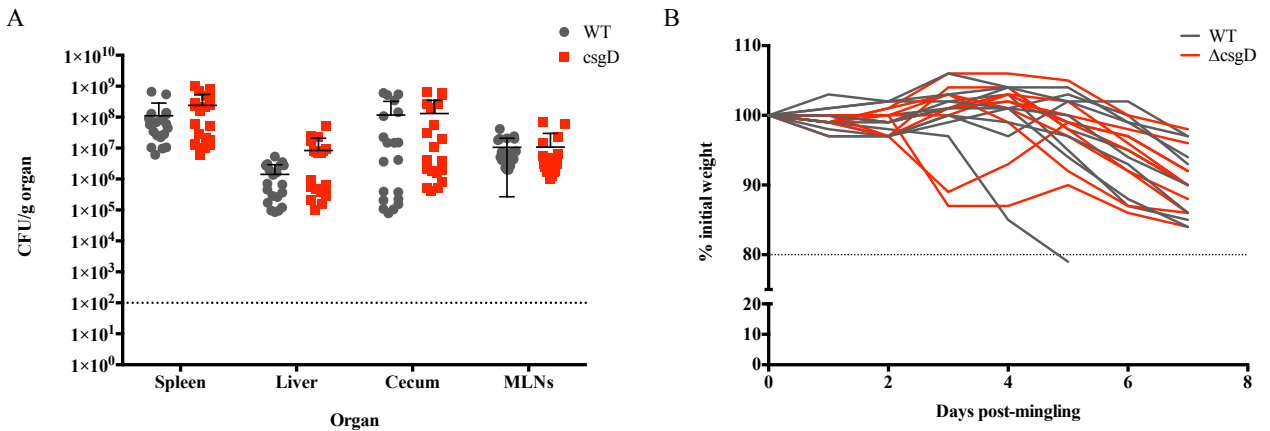 A
WT
csgD
CFU/g organ
1×10^10
1×10^9
1×10^8
1×10^7
1×10^6
1×10^5
1×10^4
1×10^3
1×10^2
1×10^1
1×10^0
Spleen
Liver
Cecum
MLNs
Organ
B
WT
ΔcsgD
% initial weight
110
100
90
80
20
10
0
0
2
4
6
8
Days post-mingling